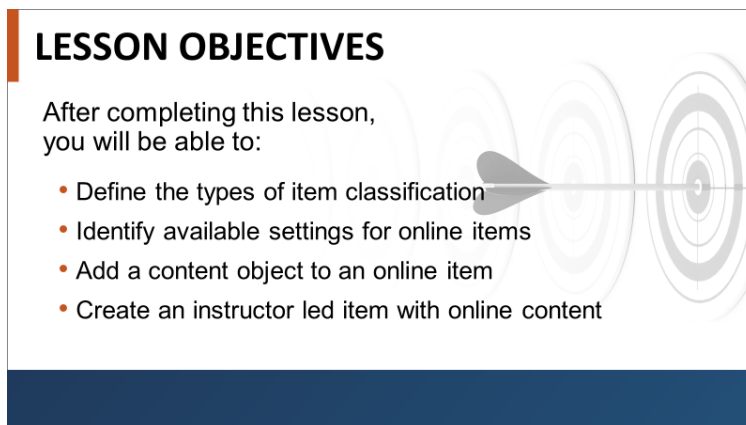 LESSON OBJECTIVES
After completing this lesson,
you will be able to:
• Define the types of item classification
• Identify available settings for online items
• Add a content object to an online item
• Create an instructor led item with online content